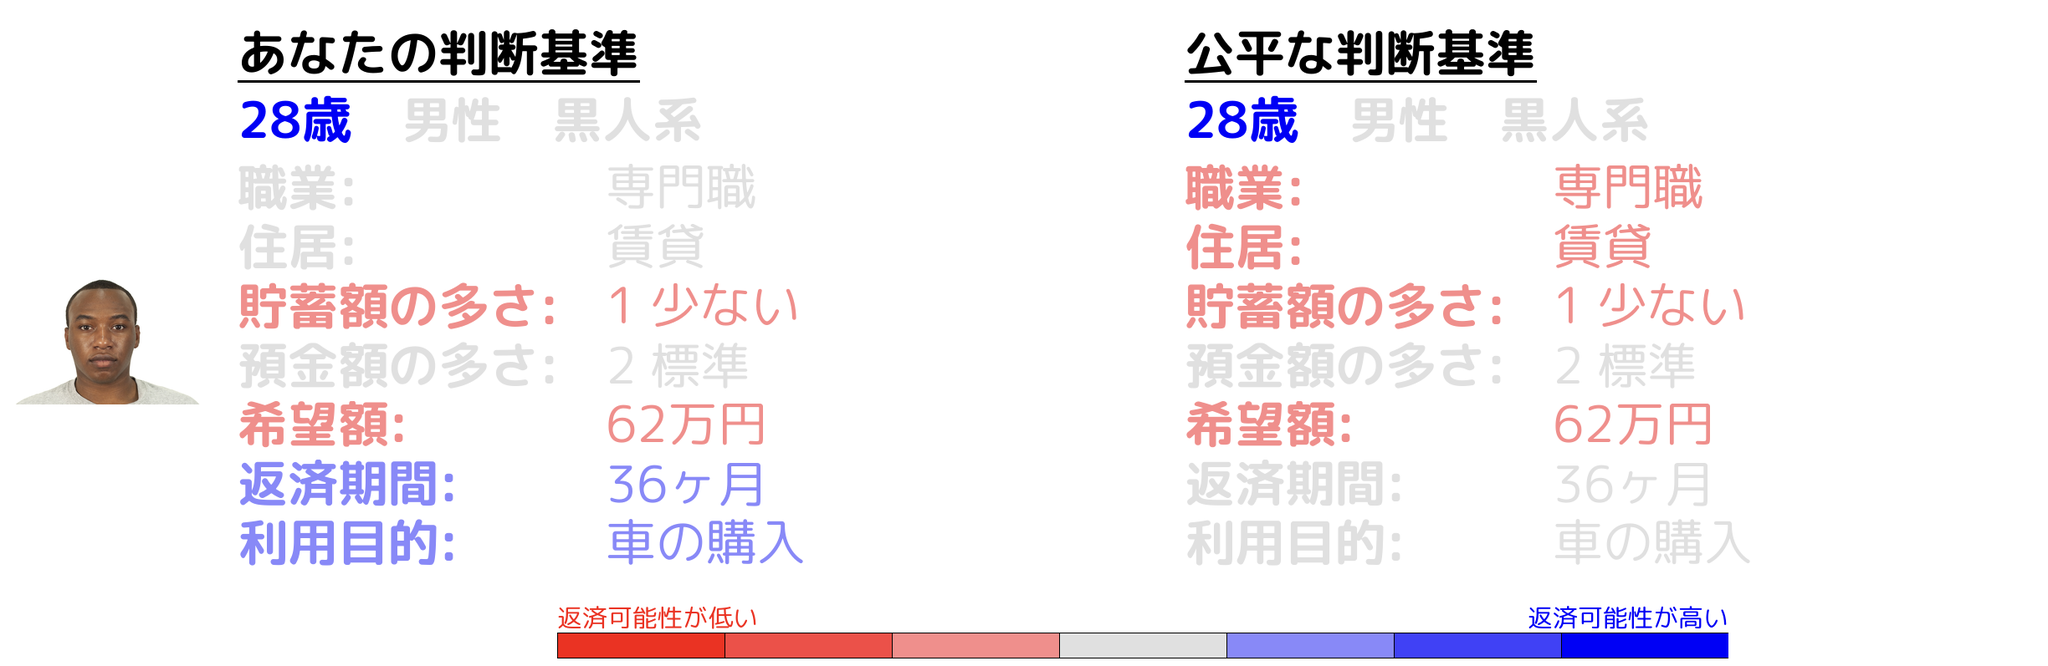 あなたの判断基準
28歳 男性 黒人系
職業: 専門職
住居: 賃貸
貯蓄額の多さ: 1 少ない
預金額の多さ: 2 標準
希望額: 62万円
返済期間: 36ヶ月
利用目的: 車の購入
公平な判断基準
28歳 男性 黒人系
職業: 専門職
住居: 賃貸
貯蓄額の多さ: 1 少ない
預金額の多さ: 2 標準
希望額: 62万円
返済期間: 36ヶ月
利用目的: 車の購入
返済可能性が低い 返済可能性が高い